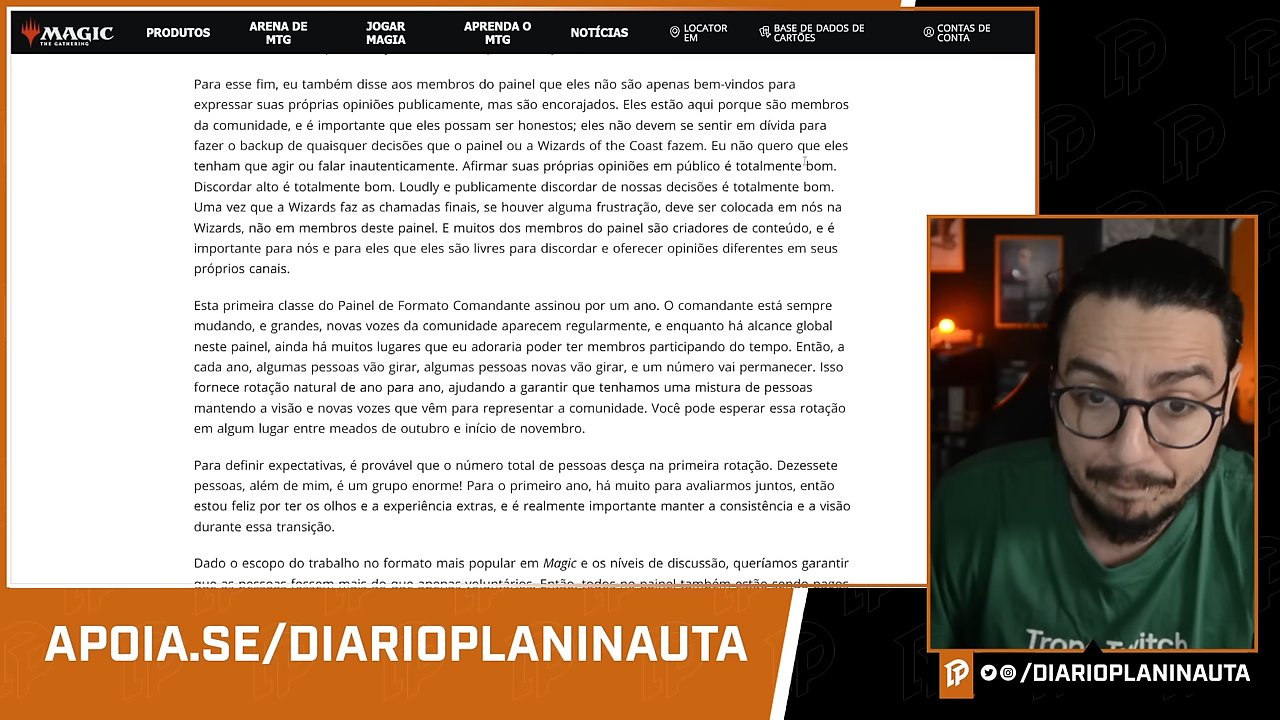 MAGIC
THE GATHERING
PRODUTOS
ARENA DE
MTG
JOGAR
MAGIA
APRENDA O
MTG
NOTÍCIAS
LOCATOR
EM
BASE DE DADOS DE
CARTÕES
CONTAS DE
CONTA
Para esse fim, eu também disse aos membros do painel que eles não são apenas bem-vindos para
expressar suas próprias opiniões publicamente, mas são encorajados. Eles estão aqui porque são membros
da comunidade, e é importante que eles possam ser honestos; eles não devem se sentir em dívida para
fazer o backup de quaisquer decisões que o painel ou a Wizards of the Coast fazem. Eu não quero que eles
tenham que agir ou falar inautenticamente. Afirmar suas próprias opiniões em público é totalmente bom.
Discordar alto é totalmente bom. Loudly e publicamente discordar de nossas decisões é totalmente bom.
Uma vez que a Wizards faz as chamadas finais, se houver alguma frustração, deve ser colocada em nós na
Wizards, não em membros deste painel. E muitos dos membros do painel são criadores de conteúdo, e é
importante para nós e para eles que eles são livres para discordar e oferecer opiniões diferentes em seus
próprios canais.
Esta primeira classe do Painel de Formato Comandante assinou por um ano. O comandante está sempre
mudando, e grandes, novas vozes da comunidade aparecem regularmente, e enquanto há alcance global
neste painel, ainda há muitos lugares que eu adoraria poder ter membros participando do tempo. Então, a
cada ano, algumas pessoas vão girar, algumas pessoas novas vão girar, e um número vai permanecer. Isso
fornece rotação natural de ano para ano, ajudando a garantir que tenhamos uma mistura de pessoas
mantendo a visão e novas vozes que vêm para representar a comunidade. Você pode esperar essa rotação
em algum lugar entre meados de outubro e início de novembro.
Para definir expectativas, é provável que o número total de pessoas desça na primeira rotação. Dezessete
pessoas, além de mim, é um grupo enorme! Para o primeiro ano, há muito para avaliarmos juntos, então
estou feliz por ter os olhos e a experiência extras, e é realmente importante manter a consistência e a visão
durante essa transição.
Dado o escopo do trabalho no formato mais popular em Magic e os níveis de discussão, queríamos garantir
que as pessoas fossem mais do que apenas voluntários. Então, todos no painel também estão sendo pagos
APOIA.SE/DIARIOPLANINAUTA
/DIARIOPLANINAUTA